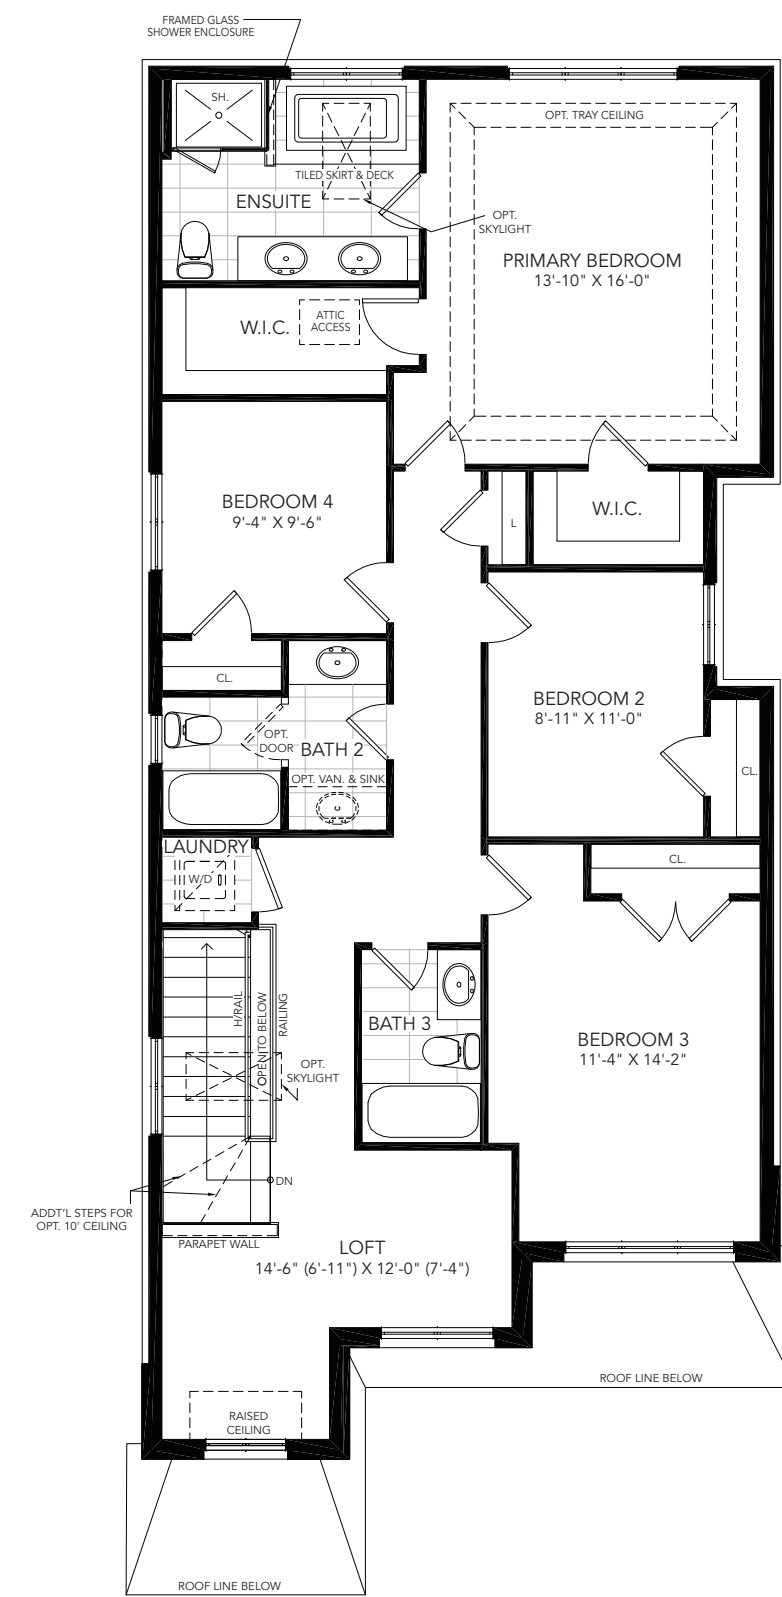 FRAMED GLASS
SHOWER ENCLOSURE
SH.
OPT. TRAY CEILING
TILED SKIRT & DECK
ENSUITE
OPT.
SKYLIGHT
PRIMARY BEDROOM
13'-10" X 16'-0"
W.I.C.
ATTIC
ACCESS
BEDROOM 4
9'-4" X 9'-6"
W.I.C.
L
CL.
BEDROOM 2
8'-11" X 11'-0"
OPT.
DOOR
BATH 2
CL.
OPT. VAN. & SINK
LAUNDRY
W/D
CL.
H/RAIL
OPEN TO BELOW
RAILING
BATH 3
BEDROOM 3
11'-4" X 14'-2"
OPT.
SKYLIGHT
DN
ADDT'L STEPS FOR
OPT. 10' CEILING
PARAPET WALL
LOFT
14'-6" (6'-11") X 12'-0" (7'-4")
ROOF LINE BELOW
RAISED
CEILING
ROOF LINE BELOW